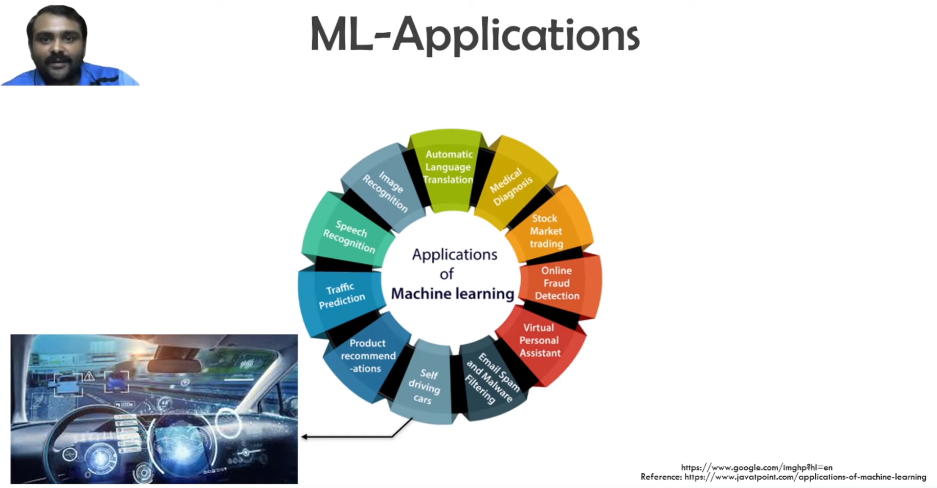 ML-Applications
Automatic
Language
Translation
Medical
Diagnosis
Stock
Market
trading
Online
Fraud
Detection
Virtual
Personal
Assistant
Email Spam
and Malware
Filtering
Self
driving
cars
Product
recommend
-ations
Traffic
Prediction
Speech
Recognition
Image
Recognition
Applications
of
Machine learning
https://www.google.com/imghp?hl=en
Reference: https://www.javatpoint.com/applications-of-machine-learning